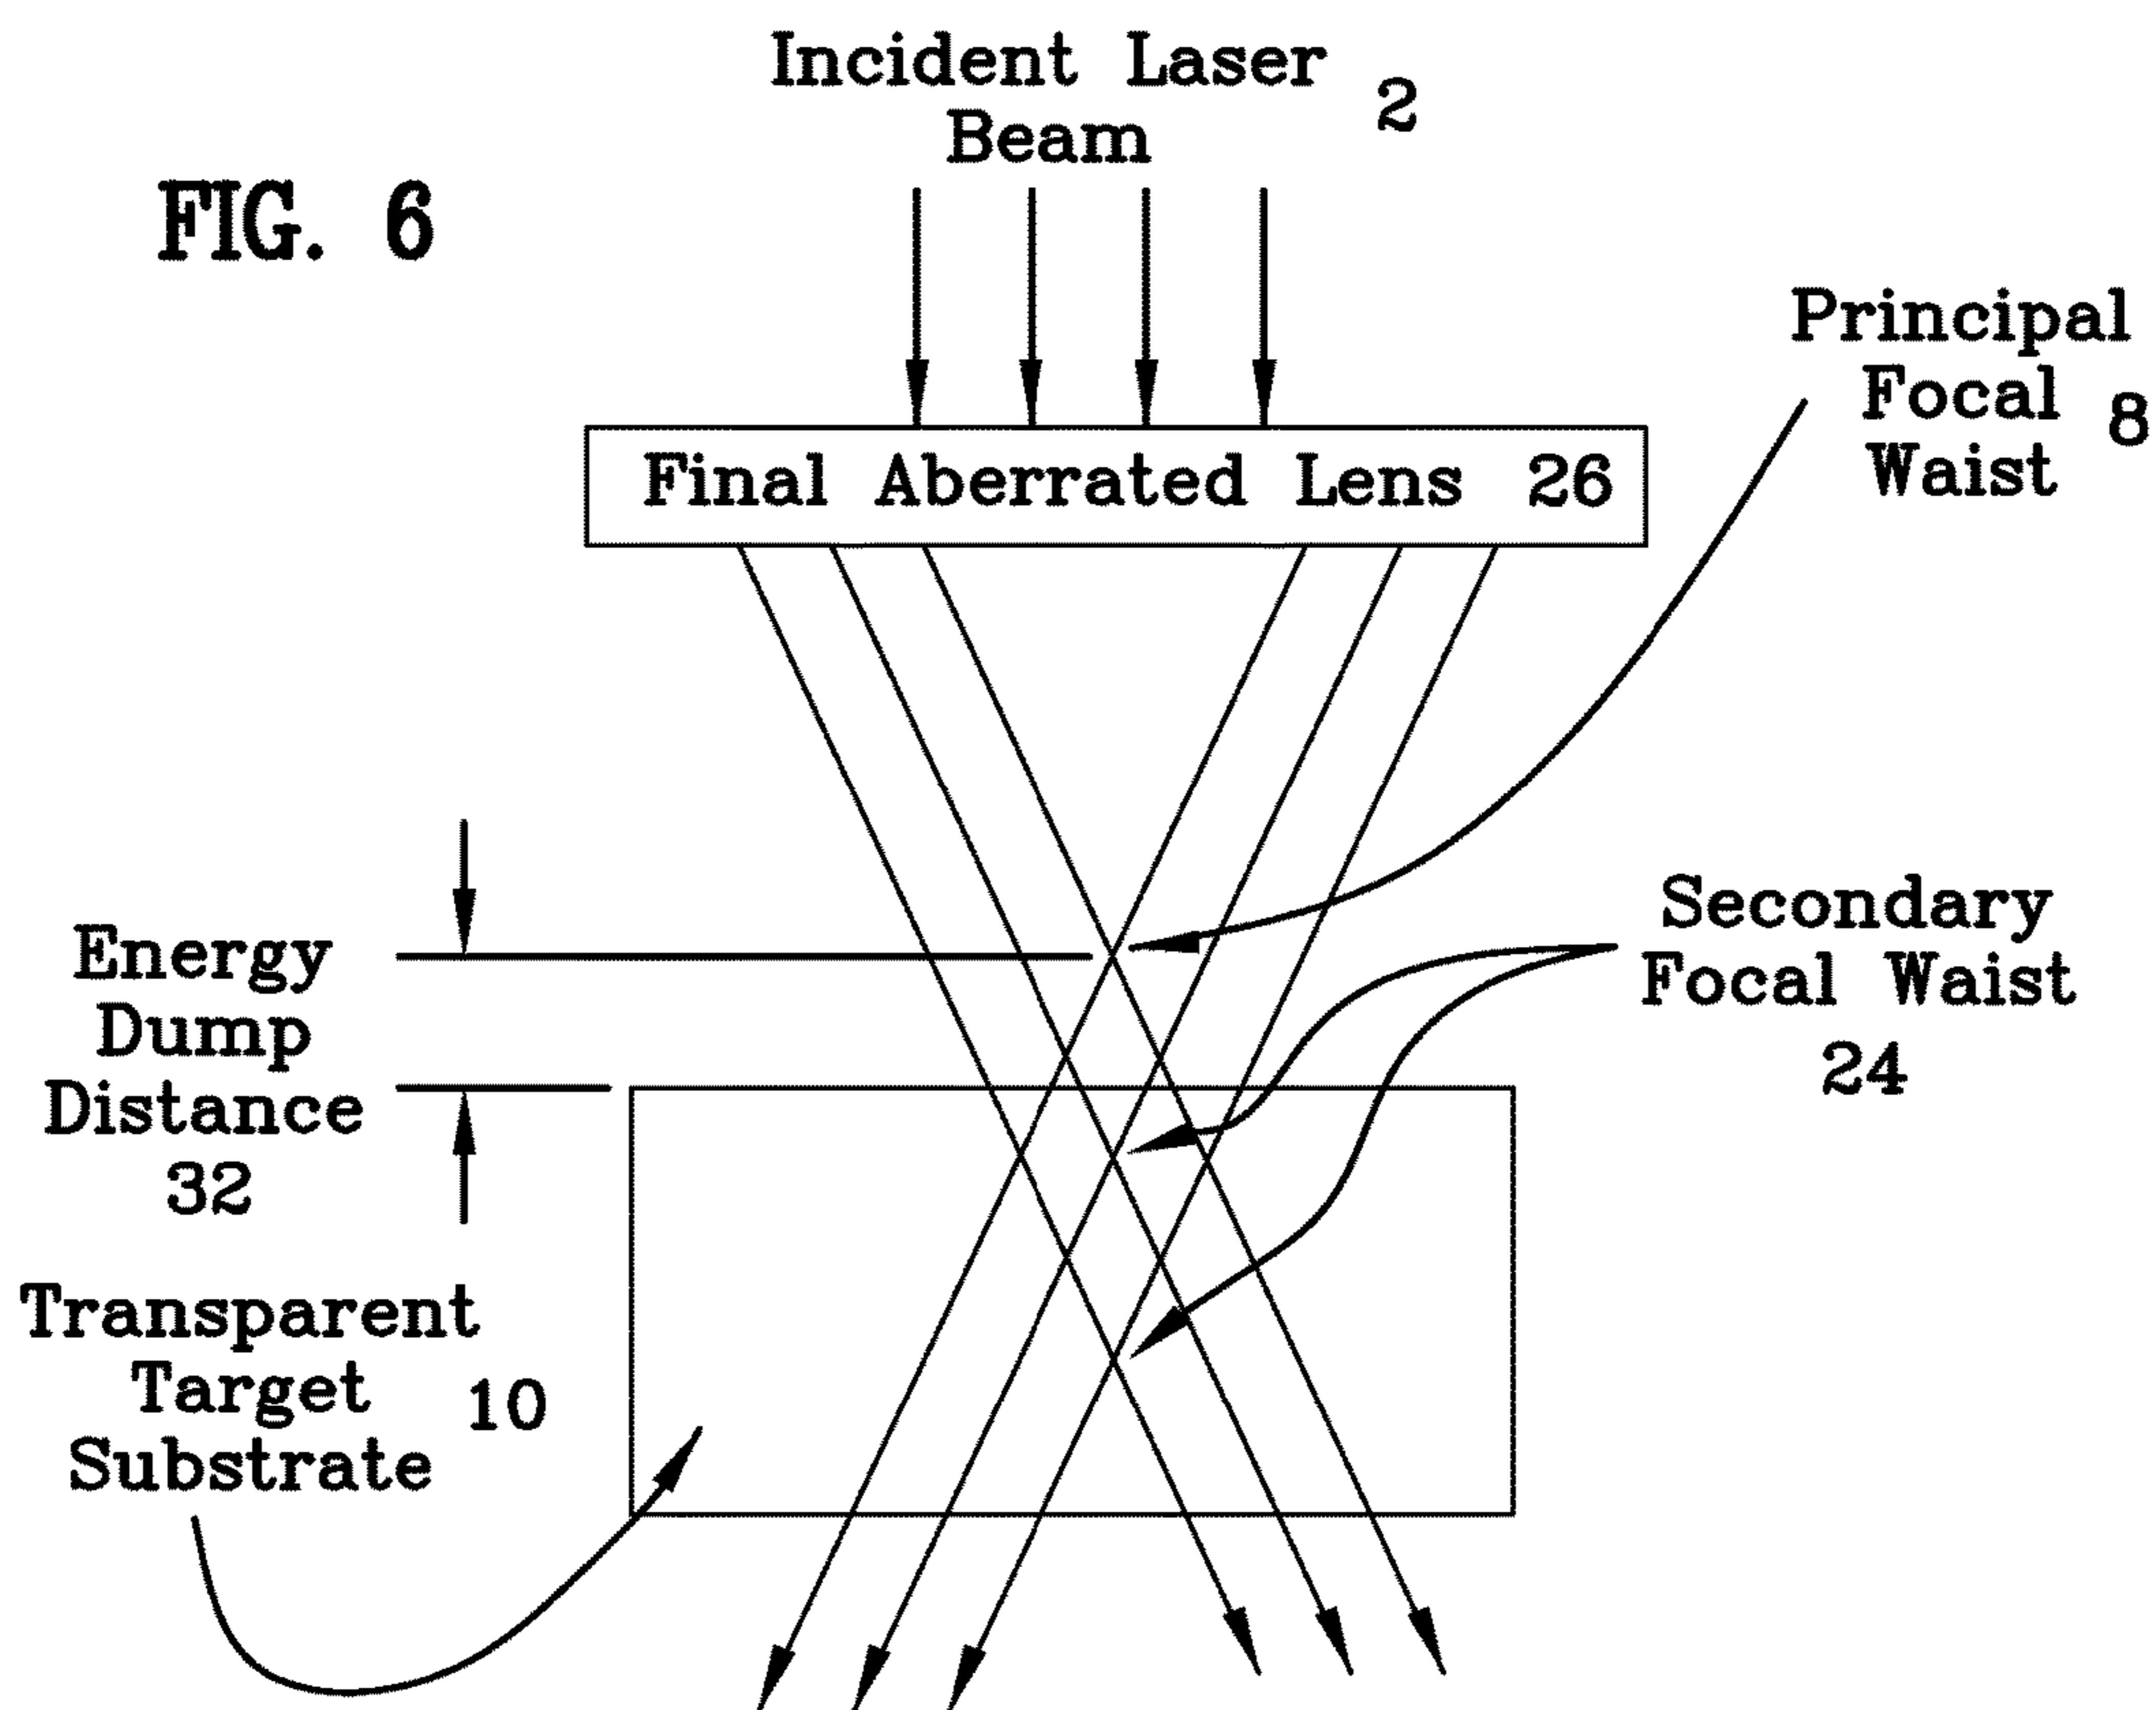 Incident Laser
Beam 2
FIG. 6
Principal
Focal 8
Waist
Final Aberrated Lens 26
Secondary
Focal Waist
24
Energy
Dump
Distance
32
Transparent
Target 10
Substrate